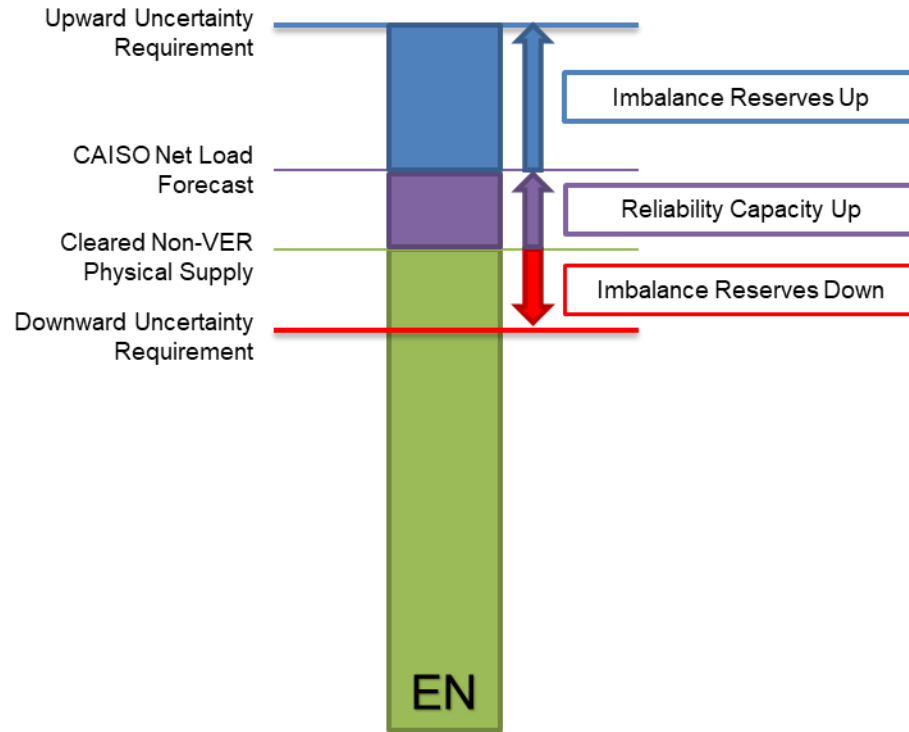 Upward Uncertainty
Requirement
Imbalance Reserves Up
CAISO Net Load
Forecast
Reliability Capacity Up
Cleared Non-VER
Physical Supply
Imbalance Reserves Down
Downward Uncertainty
Requirement
EN